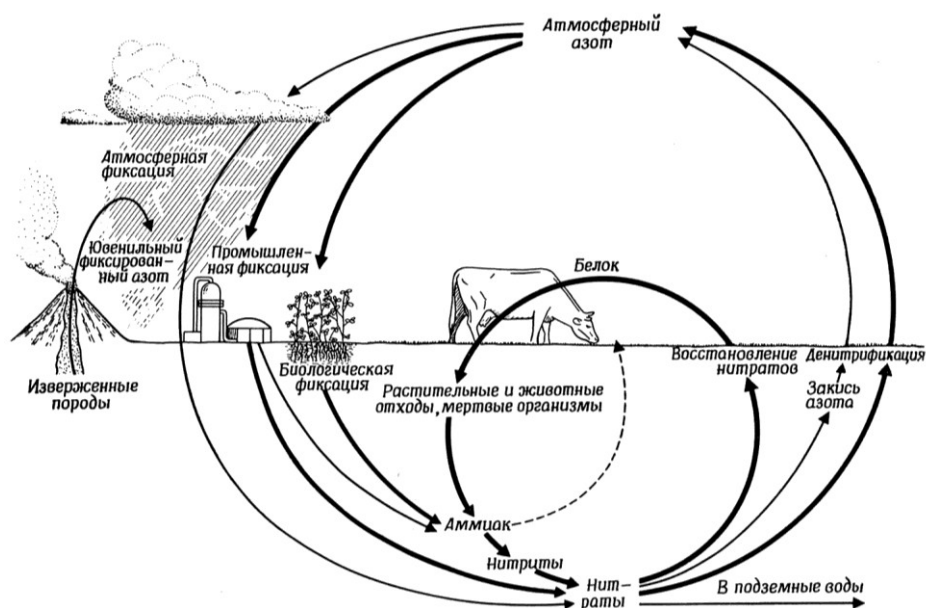 Атмосферный
азот
Атмосферная
фиксация
Ювенильный
фиксирован-
ный азот
Промышлен-
ная фиксация
Белок
Изверженные
породы
Биологическая
фиксация
Растительные и животные
отходы, мертвые организмы
Восстановление
нитратов
Денитрификация
Закись
азота
Аммиак
Нитриты
Нит-
раты
В подземные воды